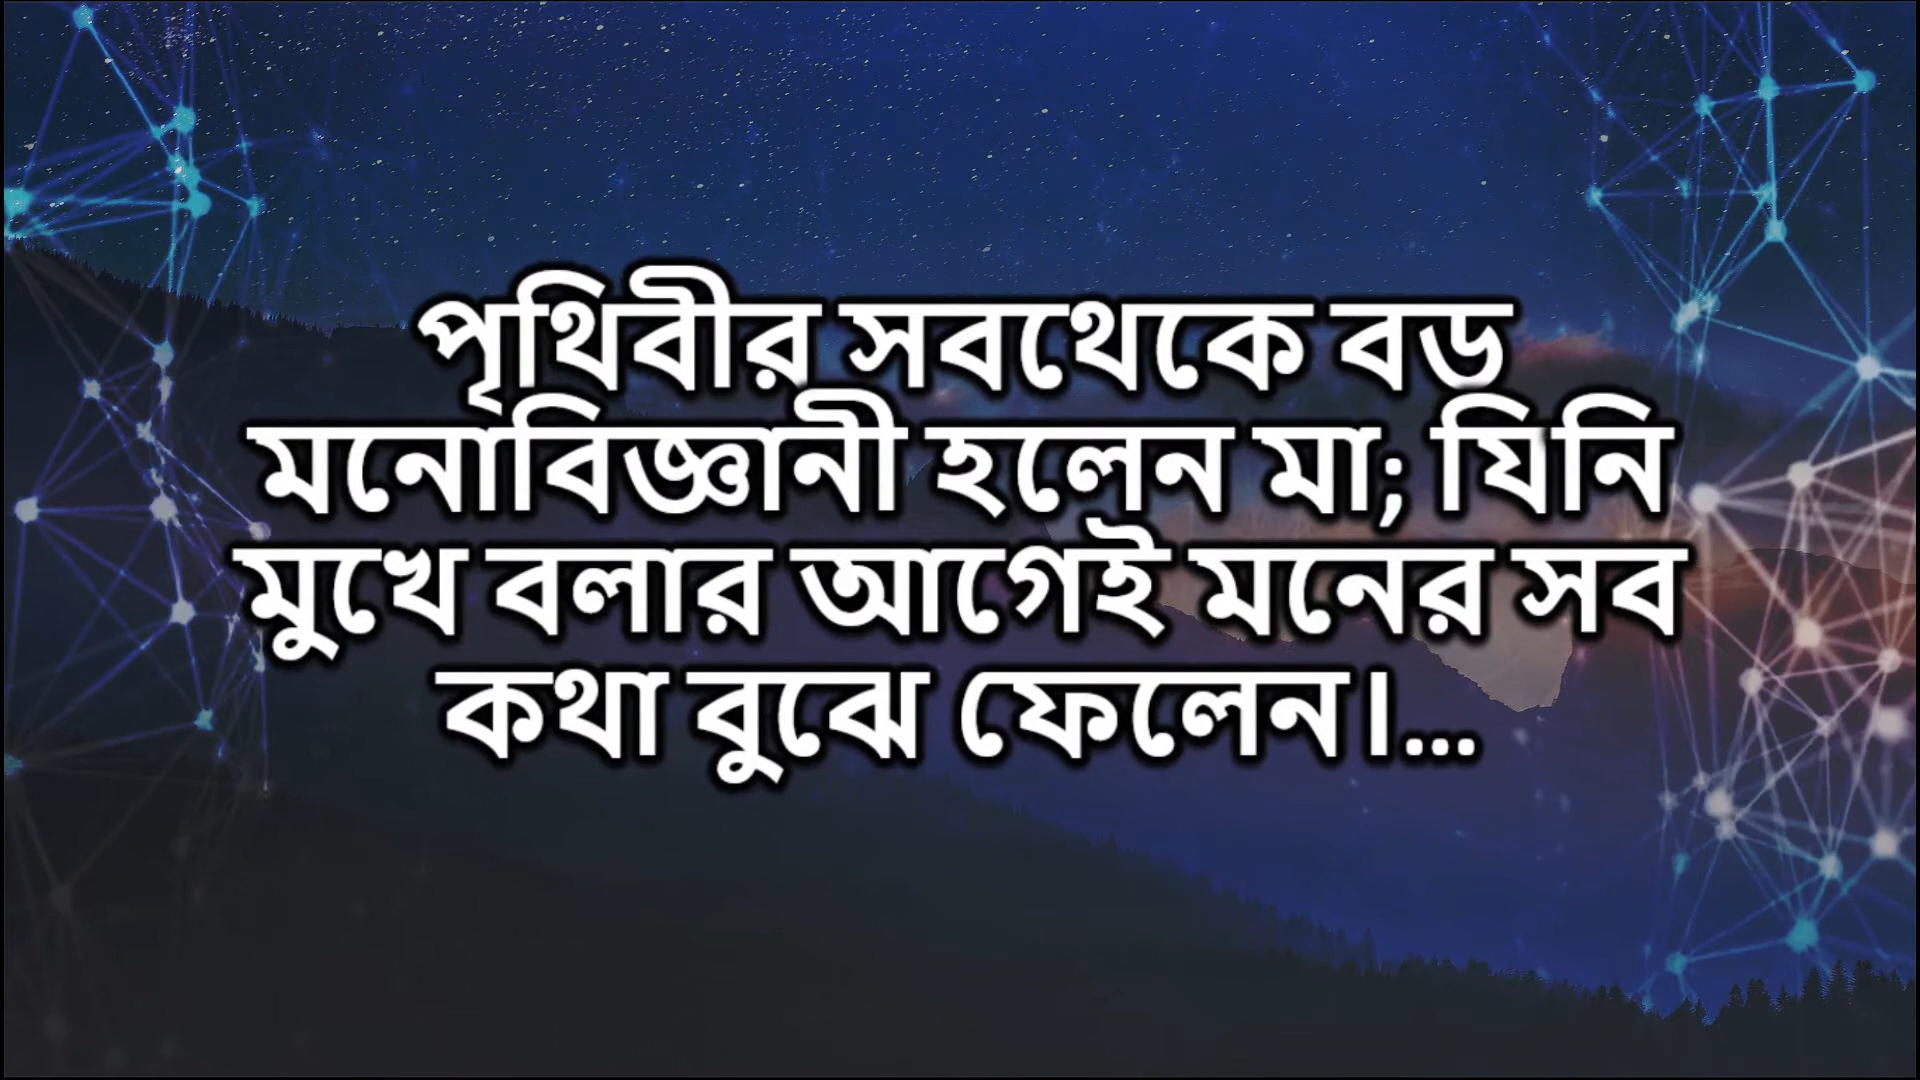 পৃথিবীর সবথেকে বড
মনোবিজ্ঞানী হলেন মা; যিনি
মুখে বলার আগেই মনের সব
কথা বুঝে ফেলেন।...